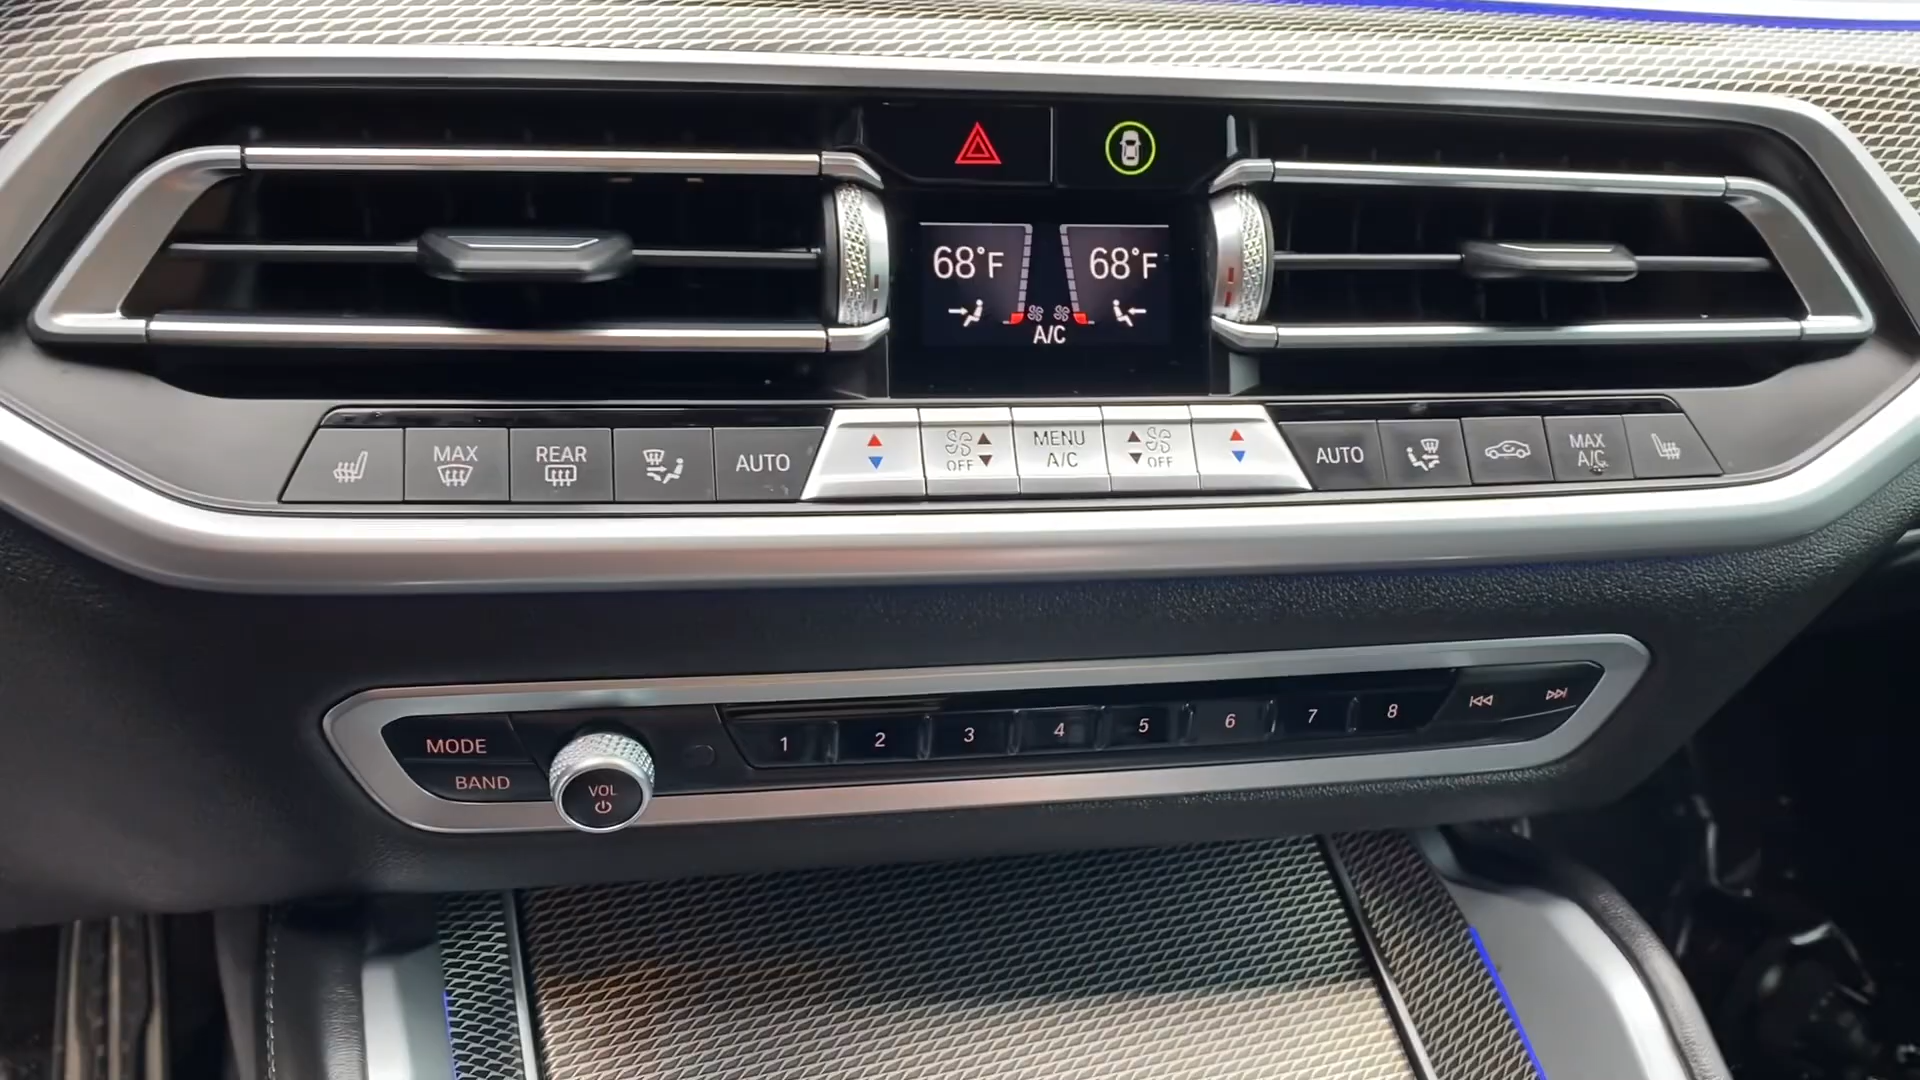 68°F
68°F
A/C
MAX
REAR
AUTO
OFF
MENU
A/C
OFF
AUTO
MAX
A/C
MODE
BAND
VOL
1 2 3 4 5 6 7 8